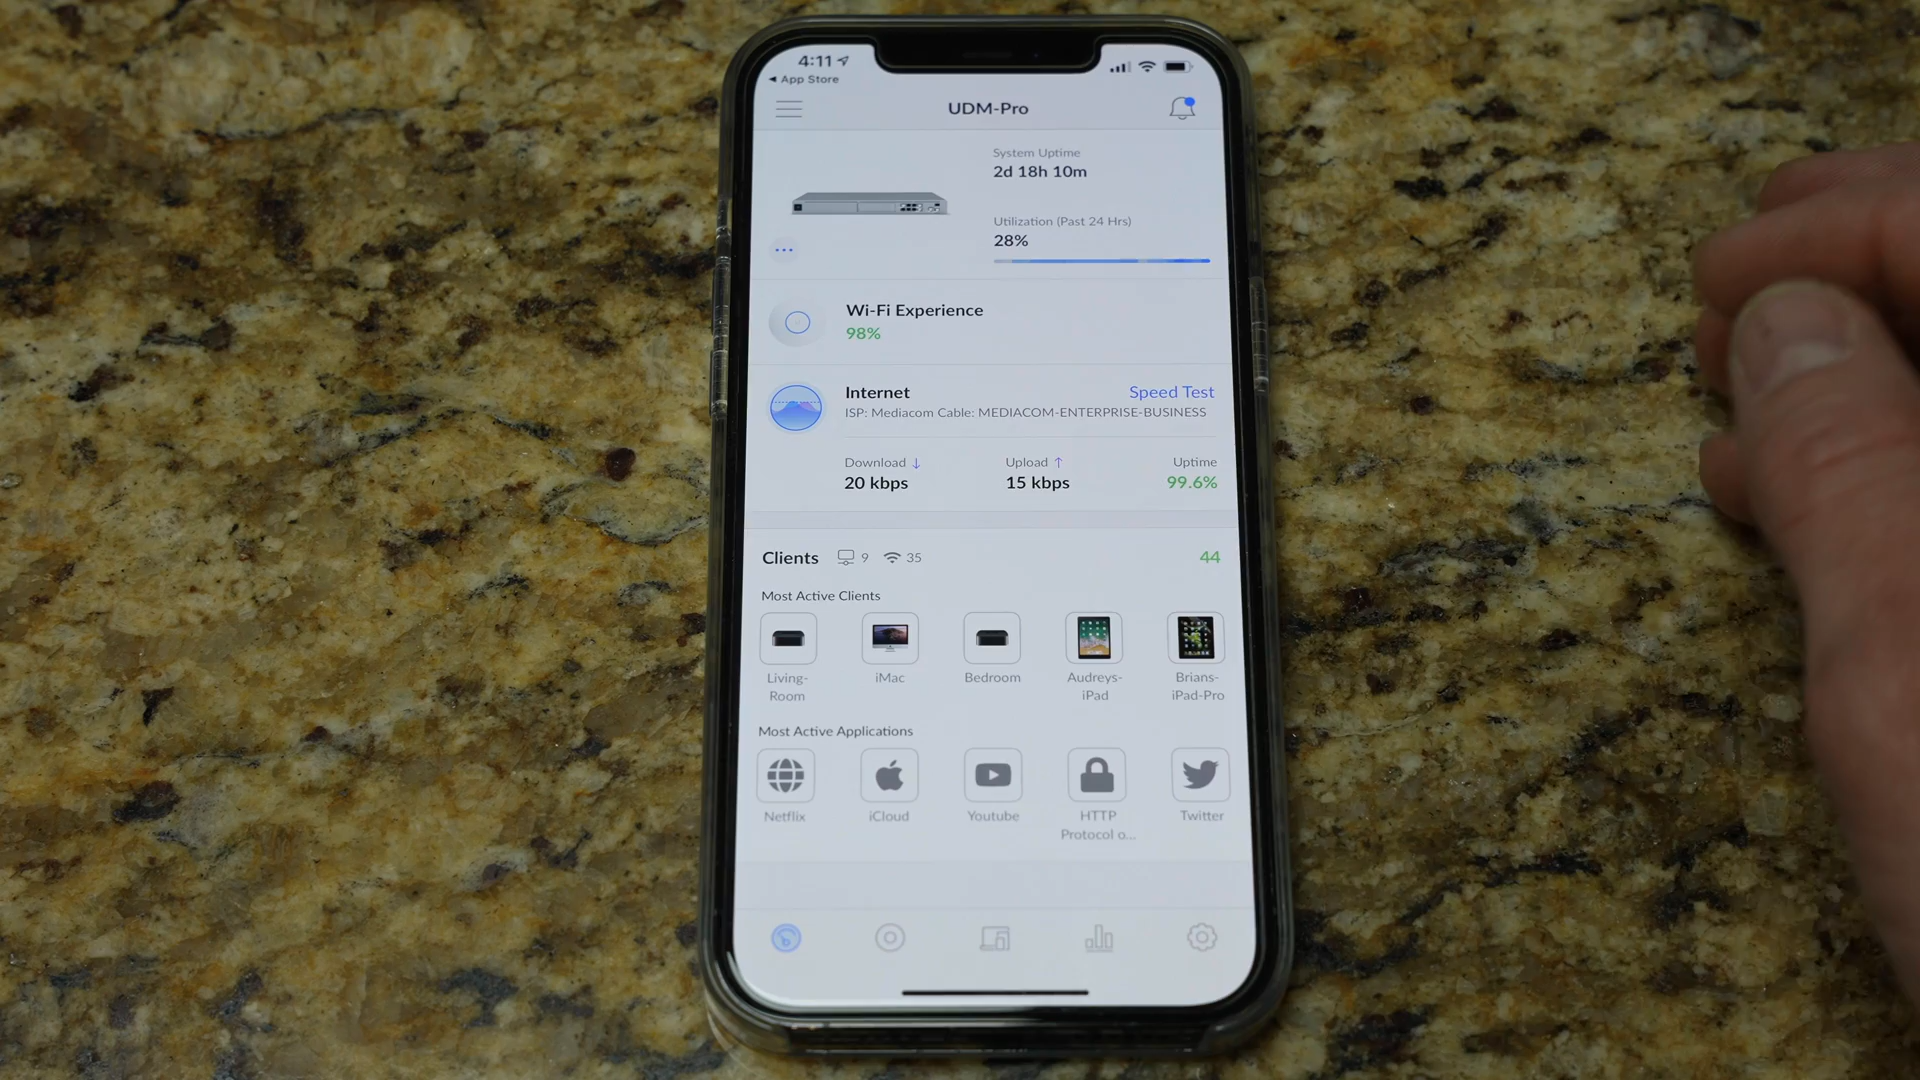 4:11
◀ App Store
UDM-Pro
System Uptime
2d 18h 10m
Utilization (Past 24 Hrs)
28%
Wi-Fi Experience
98%
Internet
Speed Test
ISP: Mediacom Cable: MEDIACOM-ENTERPRISE-BUSINESS
Download ↓ Upload ↑ Uptime
20 kbps 15 kbps 99.6%
Clients 9 35 44
Most Active Clients
Living-Room
iMac
Bedroom
Audreys-iPad
Brians-iPad-Pro
Most Active Applications
Netflix
iCloud
Youtube
HTTP Protocol o...
Twitter